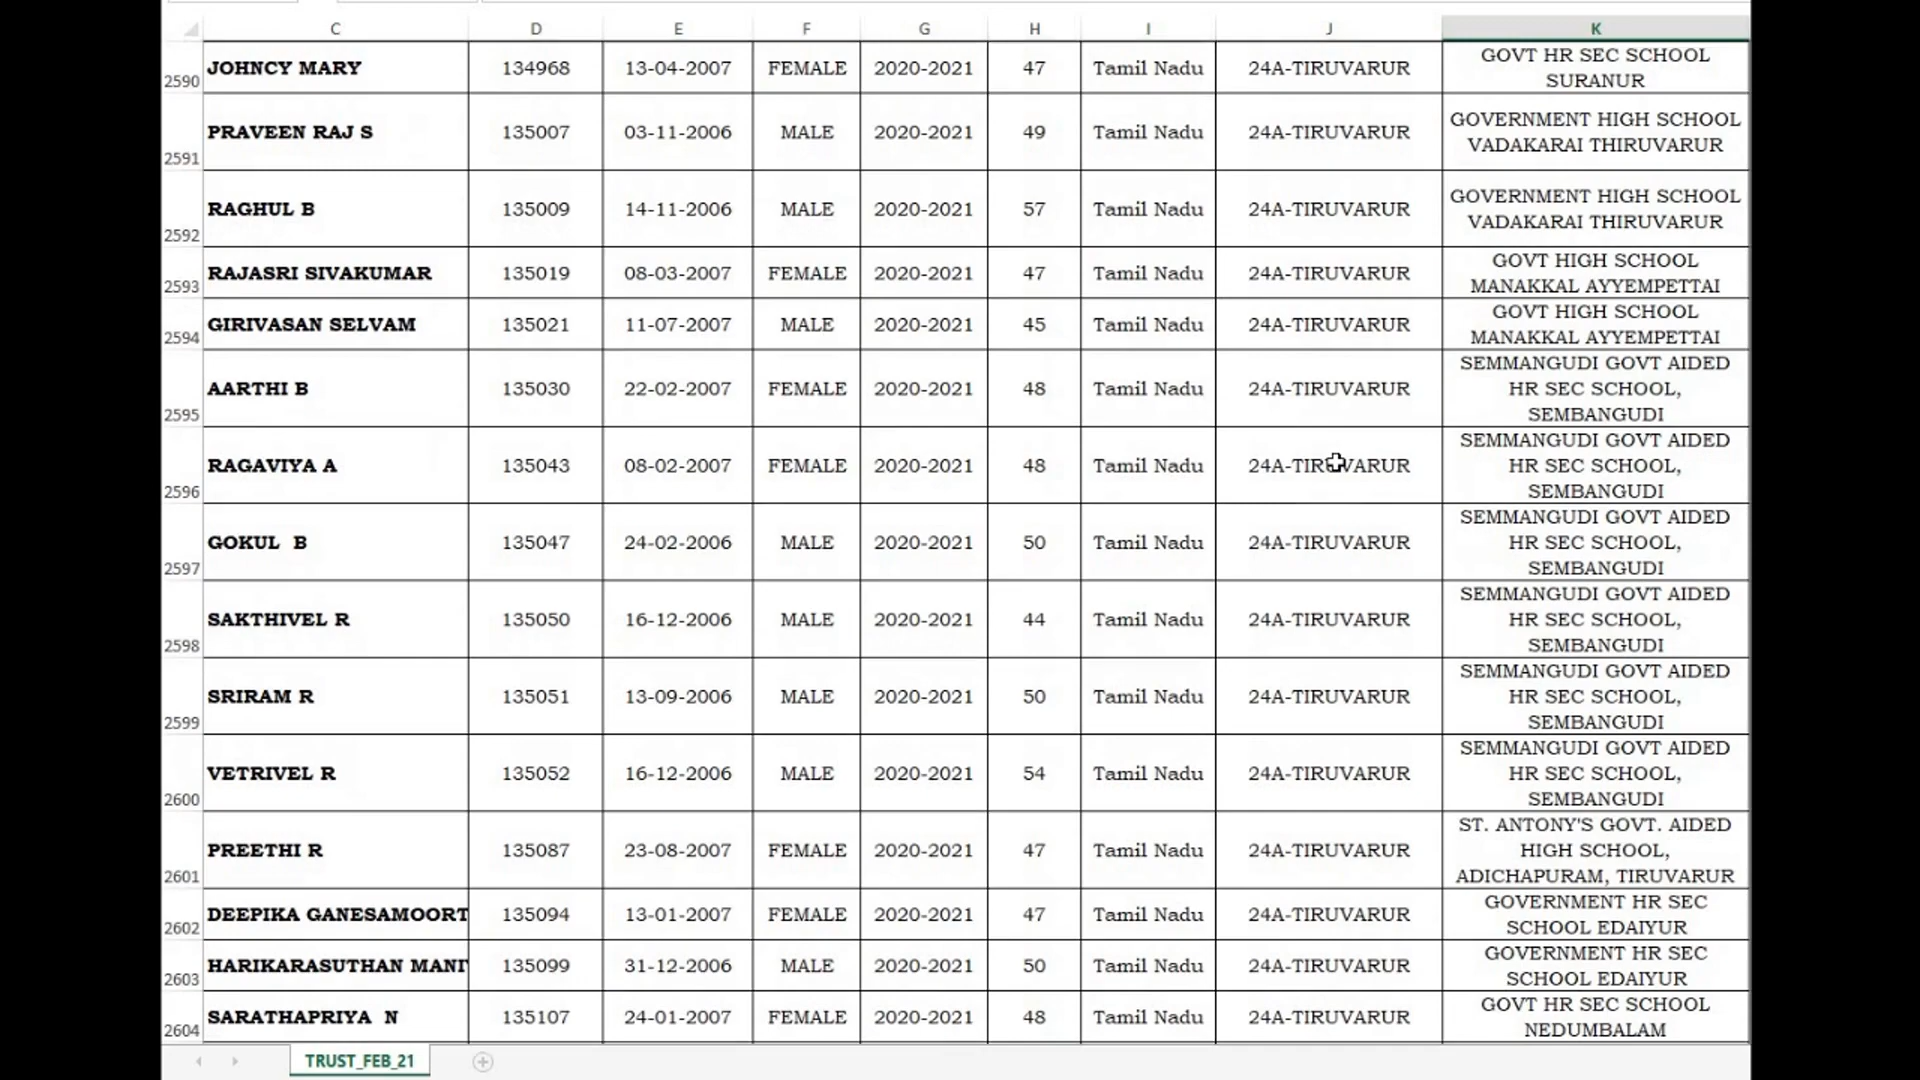 C D E F G H I J K
2590 JOHNCY MARY 134968 13-04-2007 FEMALE 2020-2021 47 Tamil Nadu 24A-TIRUVARUR GOVT HR SEC SCHOOL
SURANUR
2591 PRAVEEN RAJ S 135007 03-11-2006 MALE 2020-2021 49 Tamil Nadu 24A-TIRUVARUR GOVERNMENT HIGH SCHOOL
VADAKARAI THIRUVARUR
2592 RAGHUL B 135009 14-11-2006 MALE 2020-2021 57 Tamil Nadu 24A-TIRUVARUR GOVERNMENT HIGH SCHOOL
VADAKARAI THIRUVARUR
2593 RAJASRI SIVAKUMAR 135019 08-03-2007 FEMALE 2020-2021 47 Tamil Nadu 24A-TIRUVARUR GOVT HIGH SCHOOL
MANAKKAL AYYEMPETTAI
2594 GIRIVASAN SELVAM 135021 11-07-2007 MALE 2020-2021 45 Tamil Nadu 24A-TIRUVARUR GOVT HIGH SCHOOL
MANAKKAL AYYEMPETTAI
2595 AARTHI B 135030 22-02-2007 FEMALE 2020-2021 48 Tamil Nadu 24A-TIRUVARUR SEMMANGUDI GOVT AIDED
HR SEC SCHOOL,
SEMBANGUDI
2596 RAGAVIYA A 135043 08-02-2007 FEMALE 2020-2021 48 Tamil Nadu 24A-TIRUVARUR SEMMANGUDI GOVT AIDED
HR SEC SCHOOL,
SEMBANGUDI
2597 GOKUL  B 135047 24-02-2006 MALE 2020-2021 50 Tamil Nadu 24A-TIRUVARUR SEMMANGUDI GOVT AIDED
HR SEC SCHOOL,
SEMBANGUDI
2598 SAKTHIVEL R 135050 16-12-2006 MALE 2020-2021 44 Tamil Nadu 24A-TIRUVARUR SEMMANGUDI GOVT AIDED
HR SEC SCHOOL,
SEMBANGUDI
2599 SRIRAM R 135051 13-09-2006 MALE 2020-2021 50 Tamil Nadu 24A-TIRUVARUR SEMMANGUDI GOVT AIDED
HR SEC SCHOOL,
SEMBANGUDI
2600 VETRIVEL R 135052 16-12-2006 MALE 2020-2021 54 Tamil Nadu 24A-TIRUVARUR SEMMANGUDI GOVT AIDED
HR SEC SCHOOL,
SEMBANGUDI
2601 PREETHI R 135087 23-08-2007 FEMALE 2020-2021 47 Tamil Nadu 24A-TIRUVARUR ST. ANTONY'S GOVT. AIDED
HIGH SCHOOL,
ADICHAPURAM, TIRUVARUR
2602 DEEPIKA GANESAMOORT 135094 13-01-2007 FEMALE 2020-2021 47 Tamil Nadu 24A-TIRUVARUR GOVERNMENT HR SEC
SCHOOL EDAIYUR
2603 HARIKARASUTHAN 135099 31-12-2006 MALE 2020-2021 50 Tamil Nadu 24A-TIRUVARUR GOVERNMENT HR SEC
SCHOOL EDAIYUR
2604 SARATHAPRIYA  N 135107 24-01-2007 FEMALE 2020-2021 48 Tamil Nadu 24A-TIRUVARUR GOVT HR SEC SCHOOL
NEDUMBALAM
TRUST_FEB_21